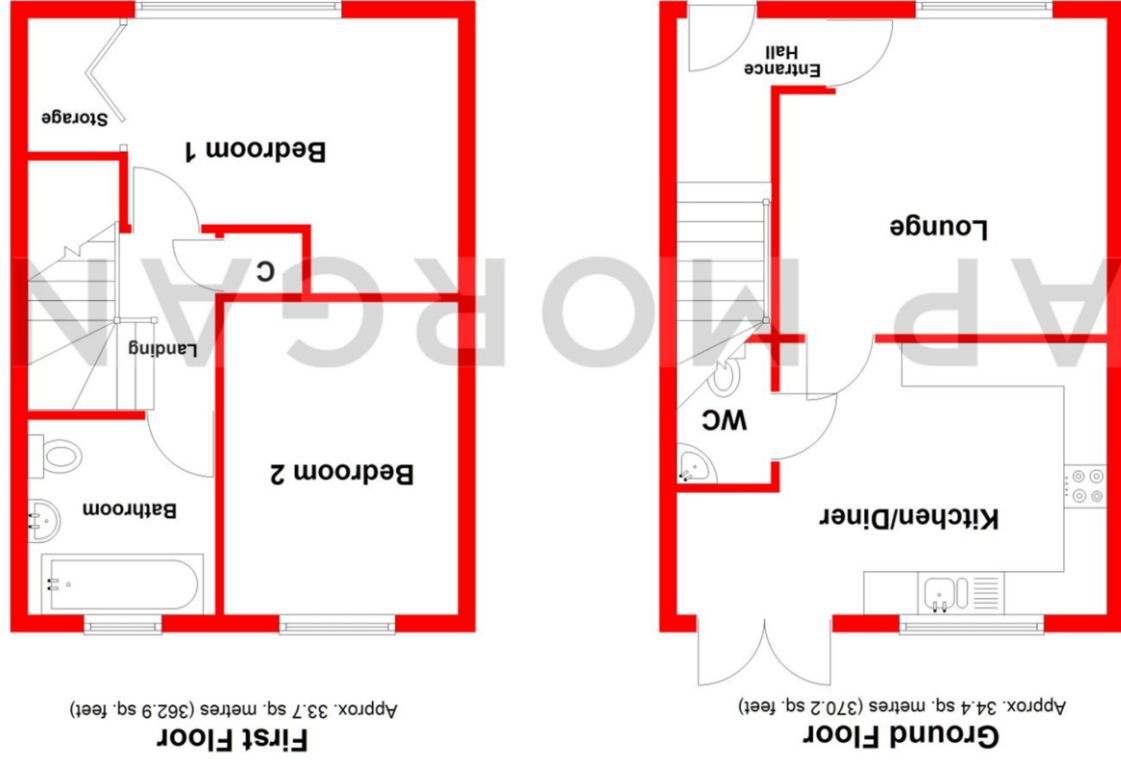 Ground Floor
Approx. 34.4 sq. metres (370.2 sq. feet)
Kitchen/Diner
WC
Lounge
Entrance
Hall
First Floor
Approx. 33.7 sq. metres (362.9 sq. feet)
Bedroom 2
Bathroom
Landing
C
Bedroom 1
Storage
AP MORGAN